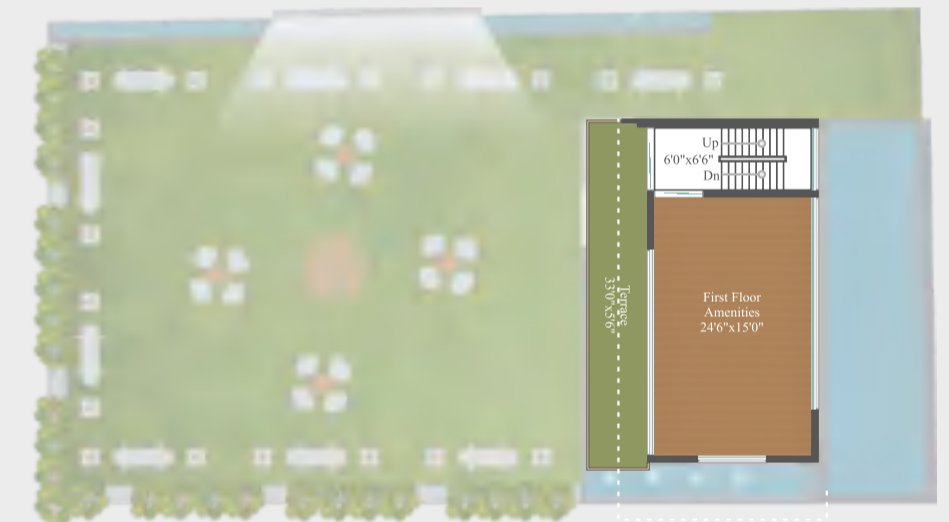 Up
6'0"x6'6"
Dn
Terrace
33'0"x5'6"
First Floor
Amenities
24'6"x15'0"